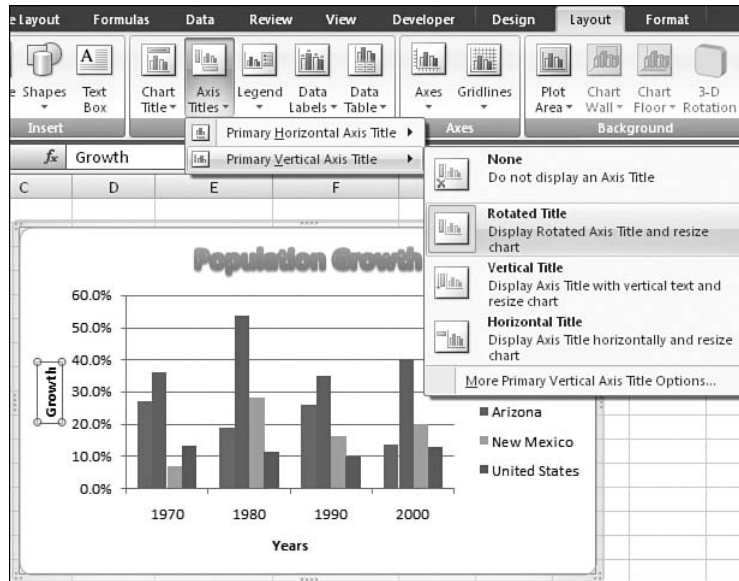 e Layout Formulas Data Review View Developer Design Layout Format
e Shapes Text Box Chart Title Axis Titles Legend Data Labels Data Table Axes Gridlines Plot Area Chart Wall Chart Floor 3-D Rotation
Insert Axes Background
Primary Horizontal Axis Title
Primary Vertical Axis Title
fx Growth
None
Do not display an Axis Title
Rotated Title
Display Rotated Axis Title and resize
chart
Vertical Title
Display Axis Title with vertical text and
resize chart
Horizontal Title
Display Axis Title horizontally and resize
chart
More Primary Vertical Axis Title Options...
C D E F
Population Growth
60.0%
50.0%
40.0%
30.0%
20.0%
10.0%
0.0%
Growth
1970 1980 1990 2000
Years
Arizona
New Mexico
United States